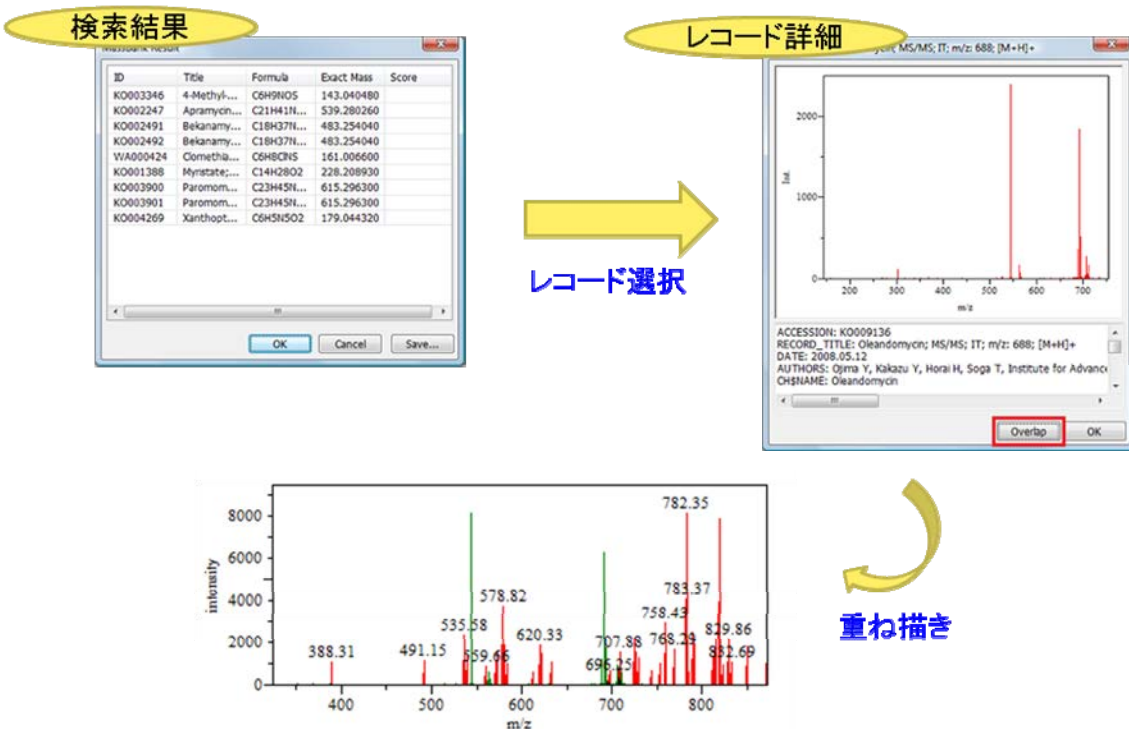 検索結果
レコード詳細
ID Title Formula Exact Mass Score
KO003346 4-Methyl-... C6H9NOS 143.040480
KO002247 Apramycin... C21H41N... 539.280260
KO002491 Bekanamy... C18H37N... 483.254040
KO002492 Bekanamy... C18H37N... 483.254040
WA000424 Clomethia... C6H8ClNS 161.006600
KO001388 Myristate;... C14H28O2 228.208930
KO003900 Paromom... C23H45N... 615.296300
KO003901 Paromom... C23H45N... 615.296300
KO004269 Xanthopt... C6H5N5O2 179.044320
OK Cancel Save...
レコード選択
MS/MS; IT; m/z: 688; [M+H]+
2000
1000
0
Int.
200 300 400 500 600 700
m/z
ACCESSION: KO009136
RECORD_TITLE: Oleandomycin; MS/MS; IT; m/z: 688; [M+H]+
DATE: 2008.05.12
AUTHORS: Ojima Y, Kakazu Y, Horai H, Soga T, Institute for Advance
CH$NAME: Oleandomycin
Overlap OK
重ね描き
8000
6000
4000
2000
0
intensity
388.31
491.15
535.58
559.66
578.82
620.33
696.25
707.88
758.43
768.29
782.35
783.37
829.86
832.69
400 500 600 700 800
m/z